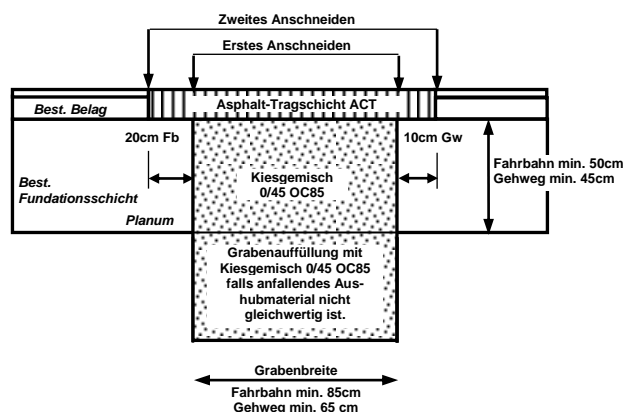 Zweites Anschneiden
Erstes Anschneiden
Best. Belag
Asphalt-Tragschicht ACT
20cm Fb
10cm Gw
Kiesgemisch
0/45 OC85
Fahrbahn min. 50cm
Gehweg min. 45cm
Best.
Fundationsschicht
Planum
Grabenauffüllung mit
Kiesgemisch 0/45 OC85
falls anfallendes Aus-
hubmaterial nicht
gleichwertig ist.
Grabenbreite
Fahrbahn min. 85cm
Gehweg min. 65 cm